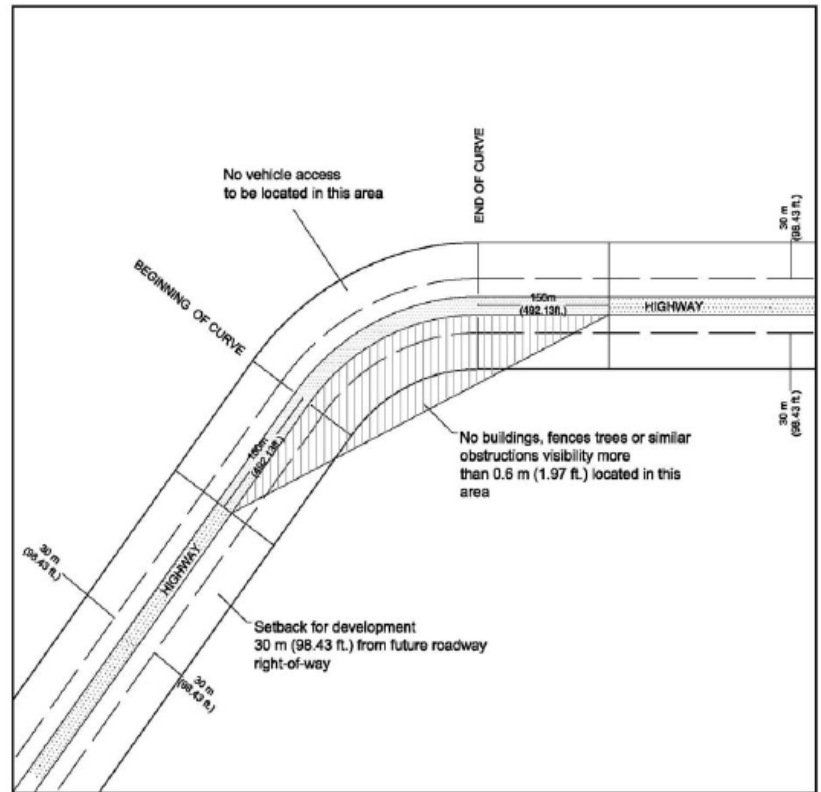 END OF CURVE
No vehicle access
to be located in this area
30 m
(98.43 ft.)
BEGINNING OF CURVE
150m
(492.13ft.)
HIGHWAY
30 m
(98.43 ft.)
No buildings, fences trees or similar
obstructions visibility more
than 0.6 m (1.97 ft.) located in this
area
150m
(492.13ft.)
30 m
(98.43 ft.)
HIGHWAY
Setback for development
30 m (98.43 ft.) from future roadway
right-of-way
30 m
(98.43 ft.)